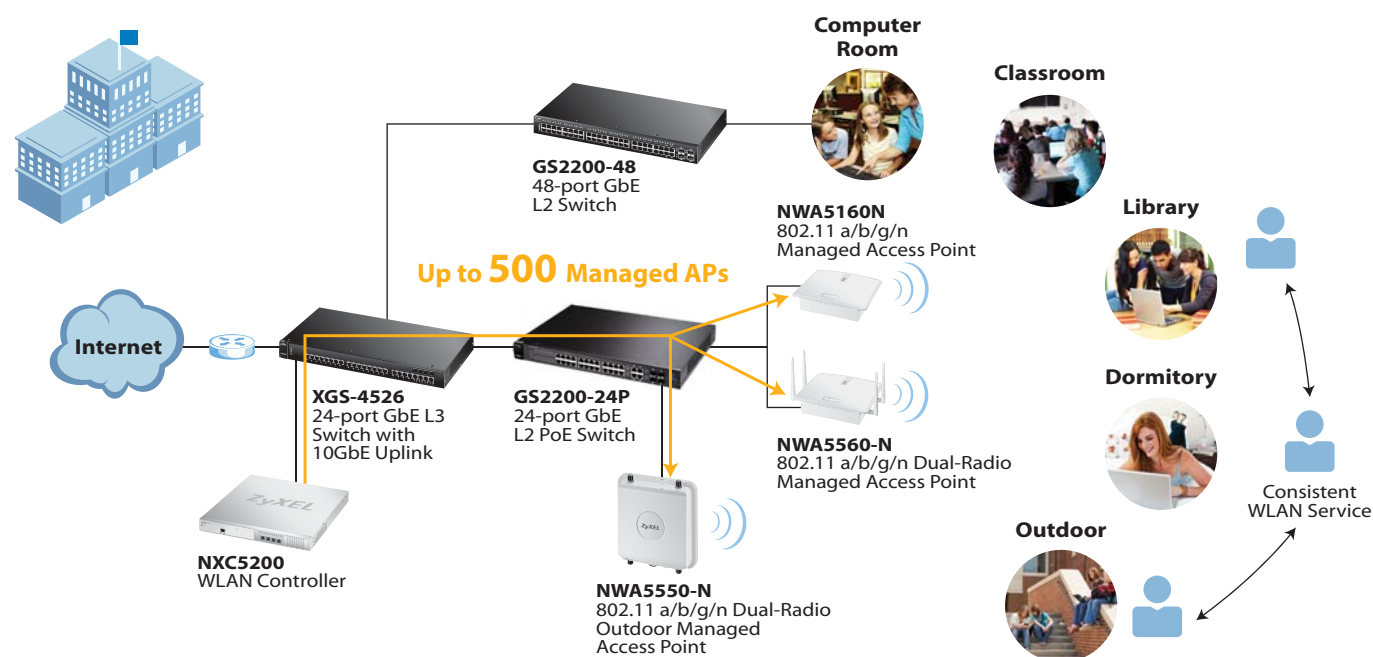 Computer
Room
Classroom
GS2200-48
48-port GbE
L2 Switch
NWA5160N
802.11 a/b/g/n
Managed Access Point
Library
Up to 500 Managed APs
Internet
XGS-4526
24-port GbE L3
Switch with
10GbE Uplink
GS2200-24P
24-port GbE
L2 PoE Switch
NWA5560-N
802.11 a/b/g/n Dual-Radio
Managed Access Point
Dormitory
ZyXEL
NXC5200
WLAN Controller
ZyXEL
NWA5550-N
802.11 a/b/g/n Dual-Radio
Outdoor Managed
Access Point
Consistent
WLAN Service
Outdoor